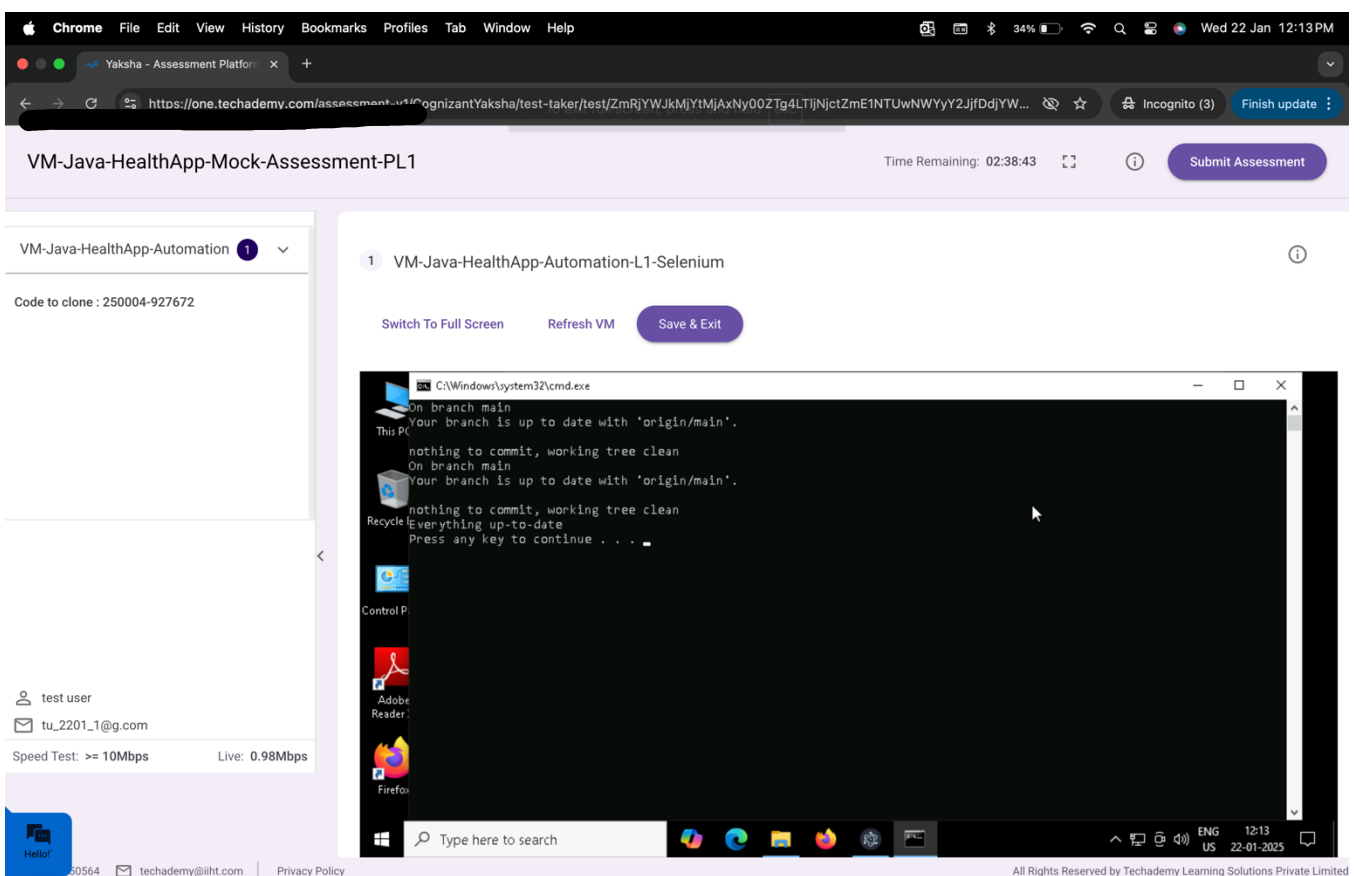 Chrome File Edit View History Bookmarks Profiles Tab Window Help 34% Wed 22 Jan 12:13 PM
Yaksha - Assessment Platform
https://one.techademy.com/assessment-v1/CognizantYaksha/test-taker/test/ZmRjYWJkMjYtMjAxNy00ZTg4LTljNjctZmE1NTUwNWYyY2JjfDdjYW... Incognito (3) Finish update
VM-Java-HealthApp-Mock-Assessment-PL1 Time Remaining: 02:38:43 Submit Assessment
VM-Java-HealthApp-Automation 1
Code to clone : 250004-927672
1 VM-Java-HealthApp-Automation-L1-Selenium
Switch To Full Screen Refresh VM Save & Exit
C:\Windows\system32\cmd.exe
On branch main
Your branch is up to date with 'origin/main'.
nothing to commit, working tree clean
On branch main
Your branch is up to date with 'origin/main'.
nothing to commit, working tree clean
Everything up-to-date
Press any key to continue . . .
This PC
Recycle
Control P
Adobe
Reader
Firefox
test user
tu_2201_1@g.com
Speed Test: >= 10Mbps Live: 0.98Mbps
Type here to search ENG 12:13
US 22-01-2025
Hello!
50564 techademy@iiht.com Privacy Policy All Rights Reserved by Techademy Learning Solutions Private Limited